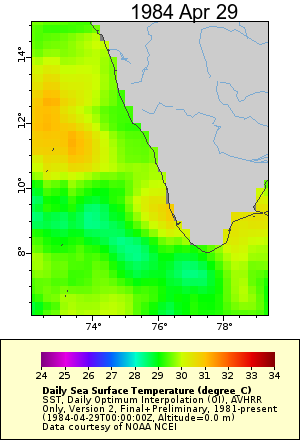 1984 Apr 29
14°
12°
10°
8°
74°
76°
78°
24 25 26 27 28 29 30 31 32 33 34
Daily Sea Surface Temperature (degree_C)
SST, Daily Optimum Interpolation (OI), AVHRR
Only, Version 2, Final+Preliminary, 1981-present
(1984-04-29T00:00:00Z, Altitude=0.0 m)
Data courtesy of NOAA NCEI